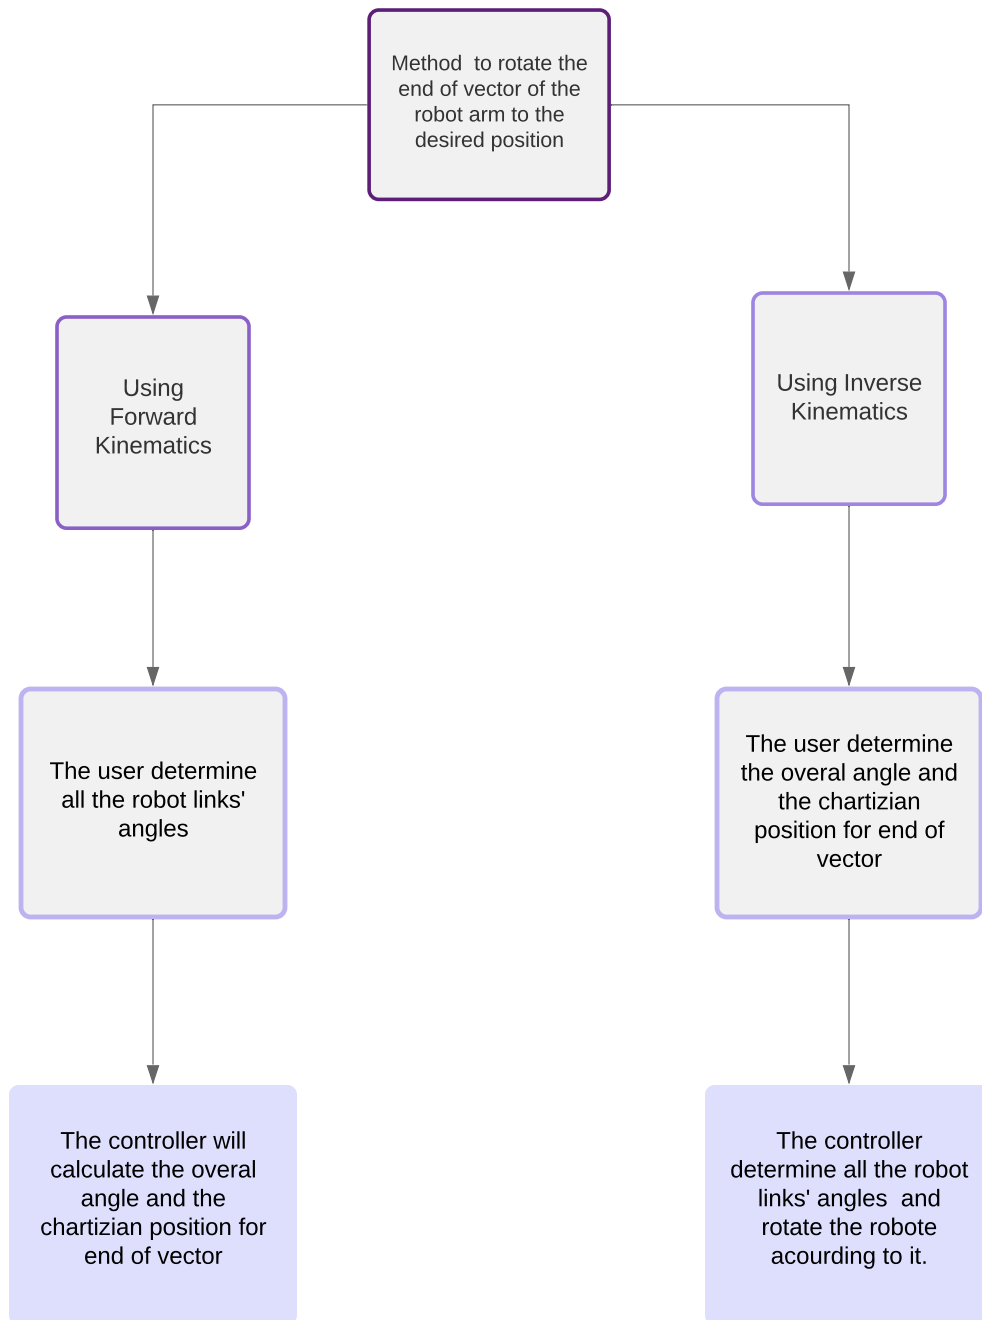 Method  to rotate the
end of vector of the
robot arm to the
desired position
Using
Forward
Kinematics
Using Inverse
Kinematics
The user determine
all the robot links'
angles
The user determine
the overal angle and
the chartizian
position for end of
vector
The controller will
calculate the overal
angle and the
chartizian position for
end of vector
The controller
determine all the robot
links' angles  and
rotate the robote
acourding to it.